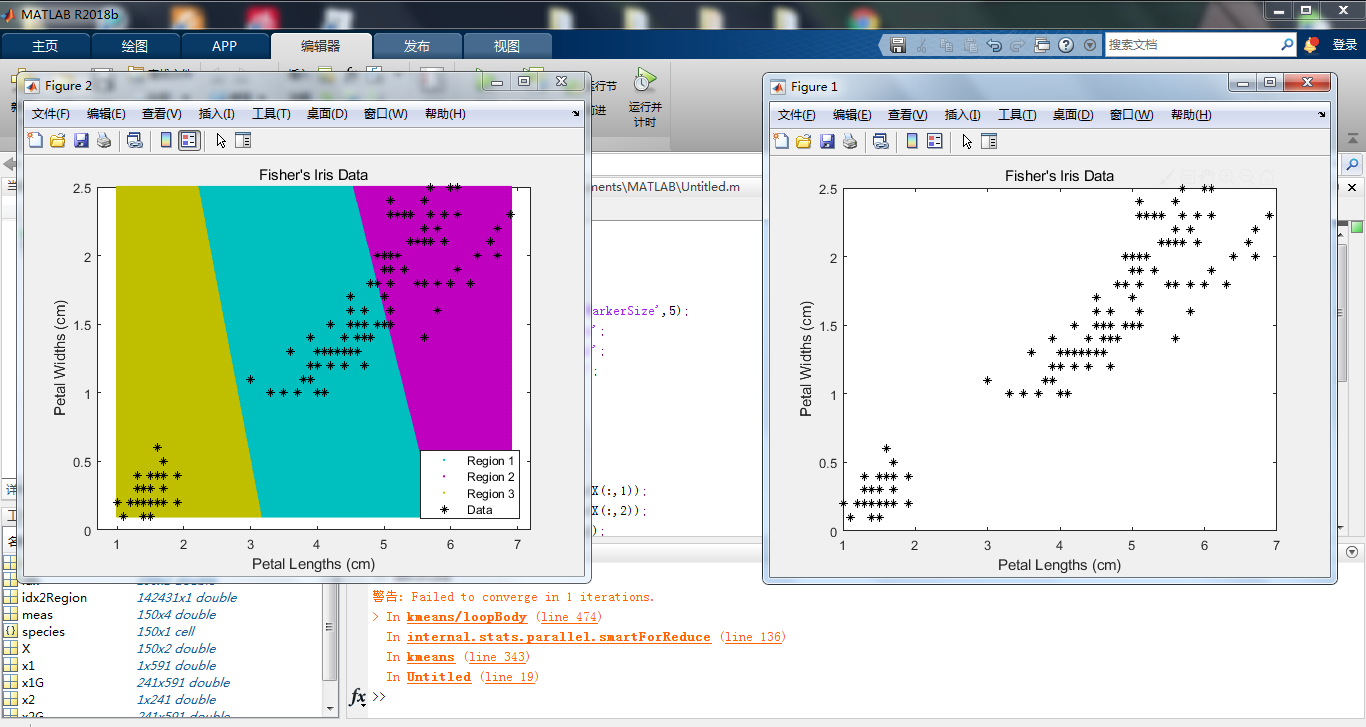 MATLAB R2018b
主页 绘图 APP 编辑器 发布 视图
搜索文档 登录
行节
进
运行并
计时
Figure 2
文件(F) 编辑(E) 查看(V) 插入(I) 工具(T) 桌面(D) 窗口(W) 帮助(H)
Fisher's Iris Data
2.5
2
1.5
1
0.5
0
Petal Widths (cm)
1 2 3 4 5 6 7
Petal Lengths (cm)
Region 1
Region 2
Region 3
Data
Figure 1
文件(F) 编辑(E) 查看(V) 插入(I) 工具(T) 桌面(D) 窗口(W) 帮助(H)
Fisher's Iris Data
2.5
2
1.5
1
0.5
0
Petal Widths (cm)
1 2 3 4 5 6 7
Petal Lengths (cm)
ments\MATLAB\Untitled.m
arkerSize',5);
';
';
;
X(:,1));
X(:,2));
);
idx2Region 142431x1 double
meas 150x4 double
species 150x1 cell
X 150x2 double
x1 1x591 double
x1G 241x591 double
x2 1x241 double
x2G 241x591 double
警告: Failed to converge in 1 iterations.
> In kmeans/loopBody (line 474)
In internal.stats.parallel.smartForReduce (line 136)
In kmeans (line 343)
In Untitled (line 19)
fx >>